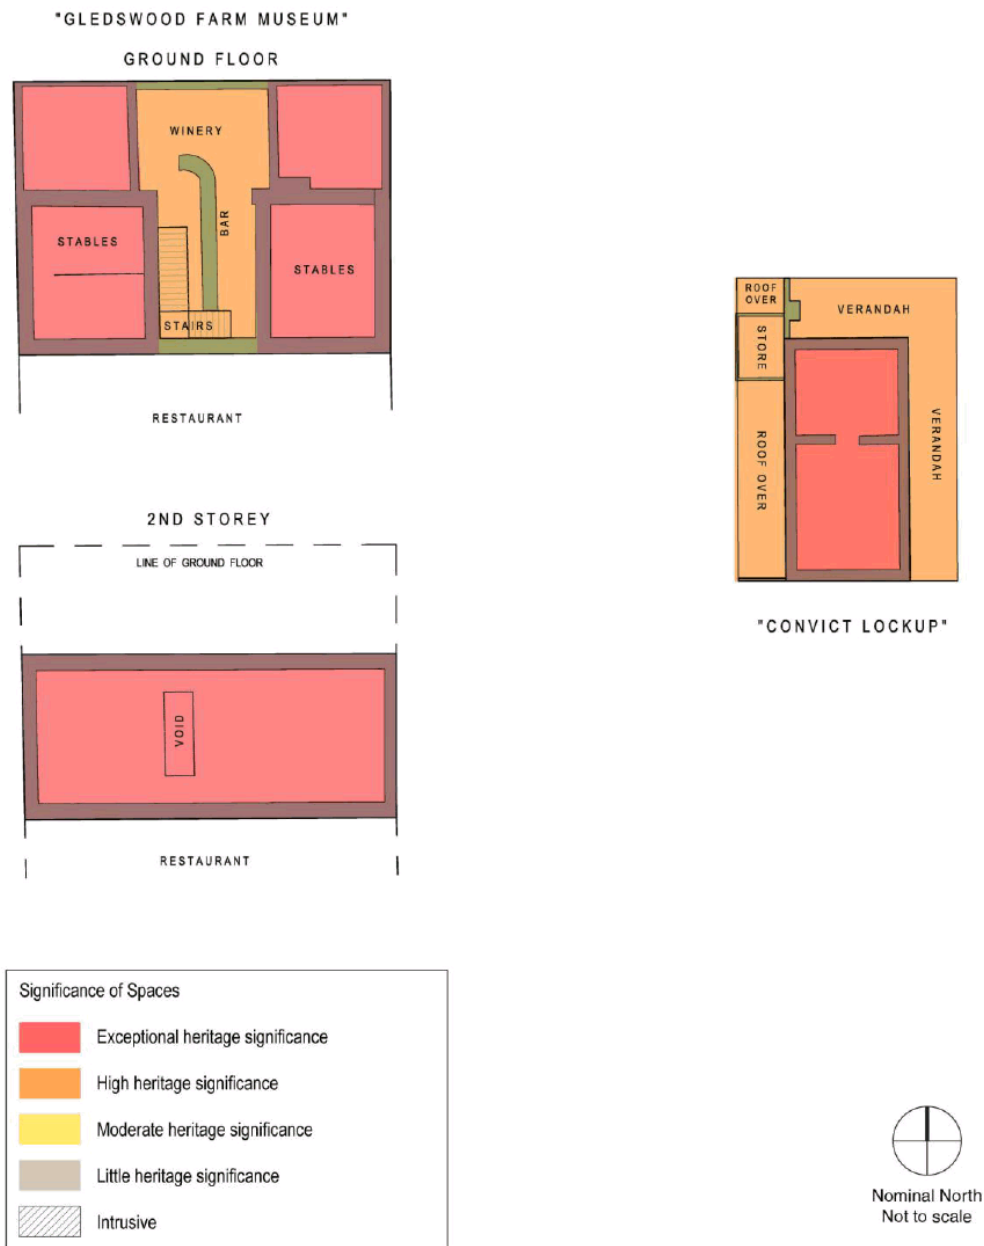 "GLEDSWOOD FARM MUSEUM"
GROUND FLOOR
WINERY
BAR
STABLES
STABLES
STAIRS
RESTAURANT
ROOF
OVER
VERANDAH
STORE
ROOF OVER
VERANDAH
"CONVICT LOCKUP"
2ND STOREY
LINE OF GROUND FLOOR
VOID
RESTAURANT
Significance of Spaces
Exceptional heritage significance
High heritage significance
Moderate heritage significance
Little heritage significance
Intrusive
Nominal North
Not to scale